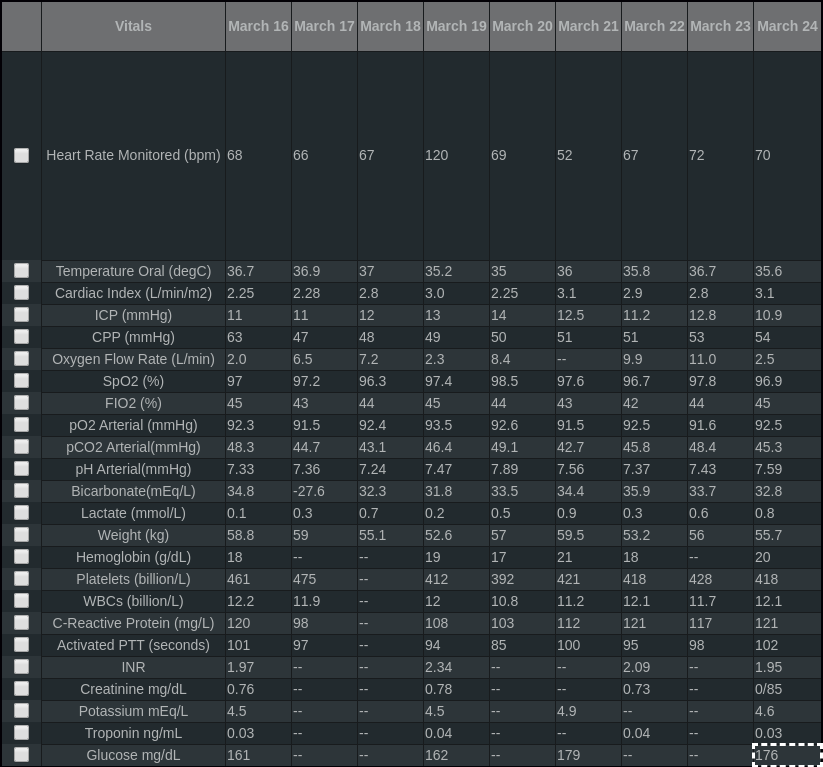 Vitals March 16 March 17 March 18 March 19 March 20 March 21 March 22 March 23 March 24
Heart Rate Monitored (bpm) 68 66 67 120 69 52 67 72 70
Temperature Oral (degC) 36.7 36.9 37 35.2 35 36 35.8 36.7 35.6
Cardiac Index (L/min/m2) 2.25 2.28 2.8 3.0 2.25 3.1 2.9 2.8 3.1
ICP (mmHg) 11 11 12 13 14 12.5 11.2 12.8 10.9
CPP (mmHg) 63 47 48 49 50 51 51 53 54
Oxygen Flow Rate (L/min) 2.0 6.5 7.2 2.3 8.4 -- 9.9 11.0 2.5
SpO2 (%) 97 97.2 96.3 97.4 98.5 97.6 96.7 97.8 96.9
FIO2 (%) 45 43 44 45 44 43 42 44 45
pO2 Arterial (mmHg) 92.3 91.5 92.4 93.5 92.6 91.5 92.5 91.6 92.5
pCO2 Arterial(mmHg) 48.3 44.7 43.1 46.4 49.1 42.7 45.8 48.4 45.3
pH Arterial(mmHg) 7.33 7.36 7.24 7.47 7.89 7.56 7.37 7.43 7.59
Bicarbonate(mEq/L) 34.8 -27.6 32.3 31.8 33.5 34.4 35.9 33.7 32.8
Lactate (mmol/L) 0.1 0.3 0.7 0.2 0.5 0.9 0.3 0.6 0.8
Weight (kg) 58.8 59 55.1 52.6 57 59.5 53.2 56 55.7
Hemoglobin (g/dL) 18 -- -- 19 17 21 18 -- 20
Platelets (billion/L) 461 475 -- 412 392 421 418 428 418
WBCs (billion/L) 12.2 11.9 -- 12 10.8 11.2 12.1 11.7 12.1
C-Reactive Protein (mg/L) 120 98 -- 108 103 112 121 117 121
Activated PTT (seconds) 101 97 -- 94 85 100 95 98 102
INR 1.97 -- -- 2.34 -- -- 2.09 -- 1.95
Creatinine mg/dL 0.76 -- -- 0.78 -- -- 0.73 -- 0/85
Potassium mEq/L 4.5 -- -- 4.5 -- 4.9 -- -- 4.6
Troponin ng/mL 0.03 -- -- 0.04 -- -- 0.04 -- 0.03
Glucose mg/dL 161 -- -- 162 -- 179 -- -- 176